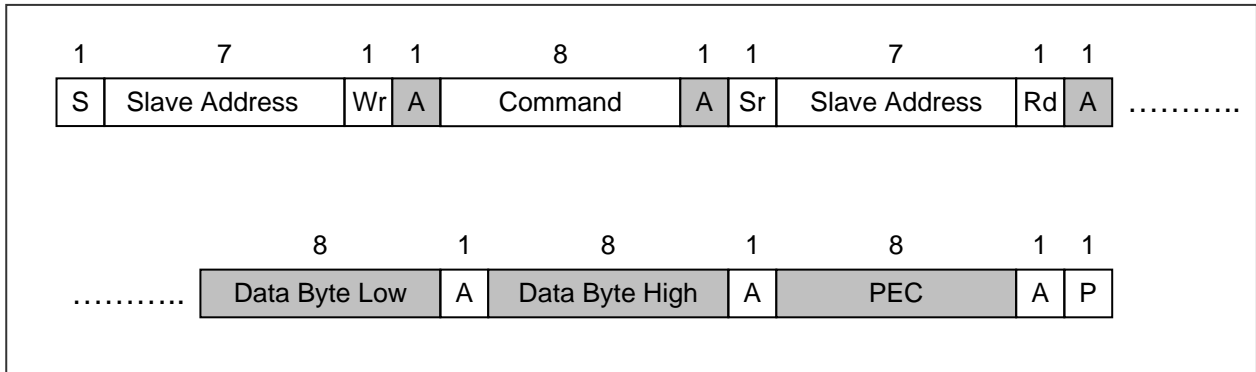 1 7 1 1 8 1 1 7 1 1
S Slave Address Wr A Command A Sr Slave Address Rd A ...........
8 1 8 1 8 1 1
........... Data Byte Low A Data Byte High A PEC A P